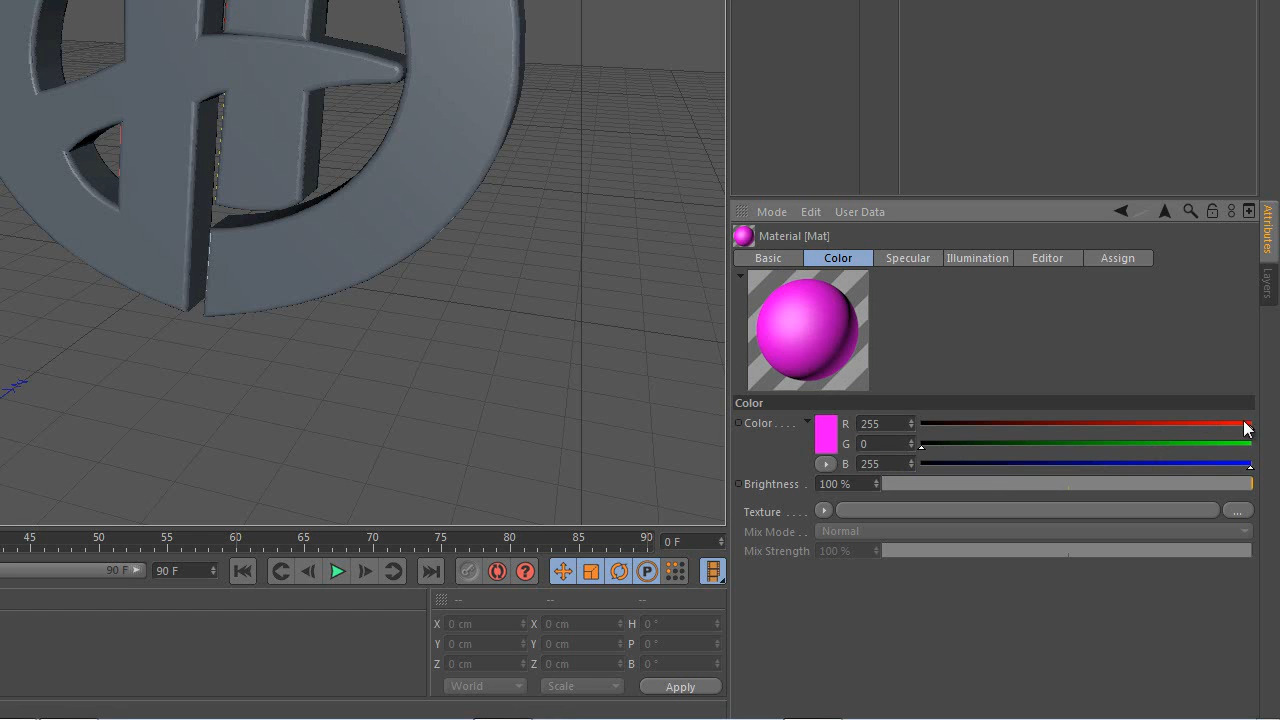 Mode Edit User Data
Attributes
Layers
Material [Mat]
Basic Color Specular Illumination Editor Assign
Color
Color . . . . R 255
G 0
B 255
Brightness . 100 %
Texture . . . . ...
Mix Mode . . Normal
Mix Strength 100 %
45 50 55 60 65 70 75 80 85 90 0 F
90 F 90 F
-- -- --
X 0 cm X 0 cm H 0 °
Y 0 cm Y 0 cm P 0 °
Z 0 cm Z 0 cm B 0 °
World Scale Apply